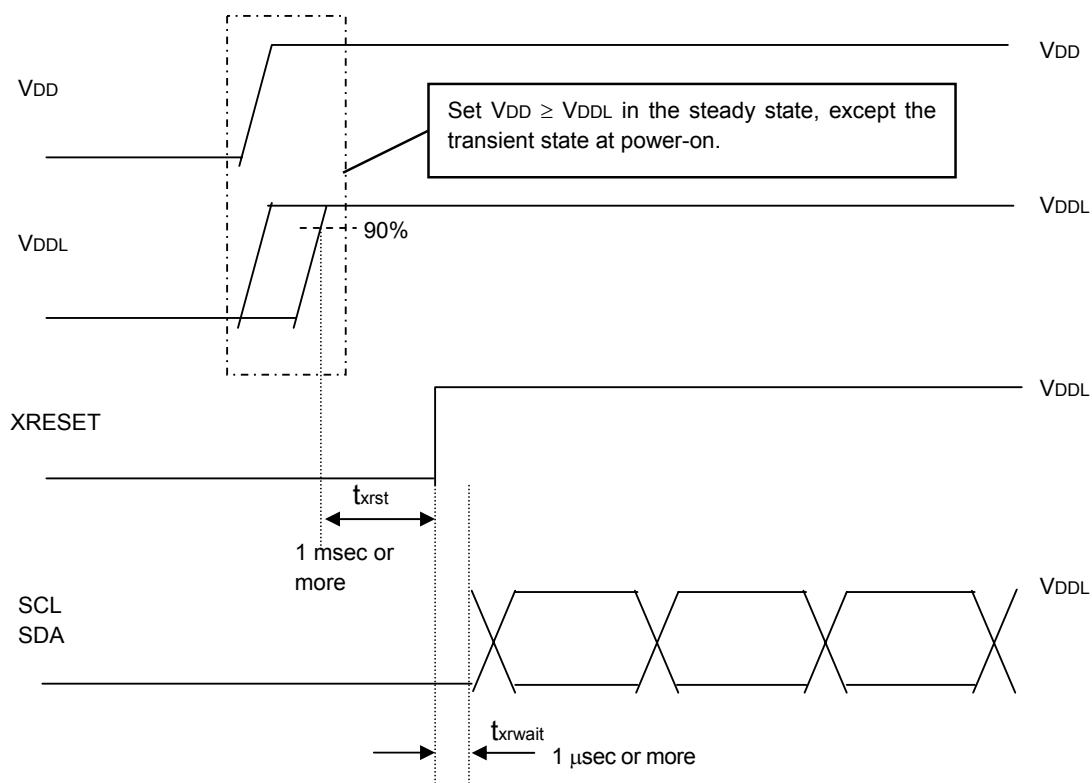 VDD
VDD
Set VDD ≥ VDDL in the steady state, except the
transient state at power-on.
VDDL
VDDL
90%
VDDL
XRESET
txrst
1 msec or
more
VDDL
SCL
SDA
txrwait
1 μsec or more